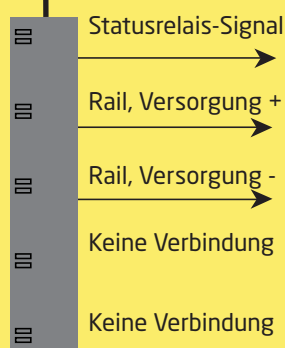 Statusrelais-Signal
Rail, Versorgung +
Rail, Versorgung -
Keine Verbindung
Keine Verbindung